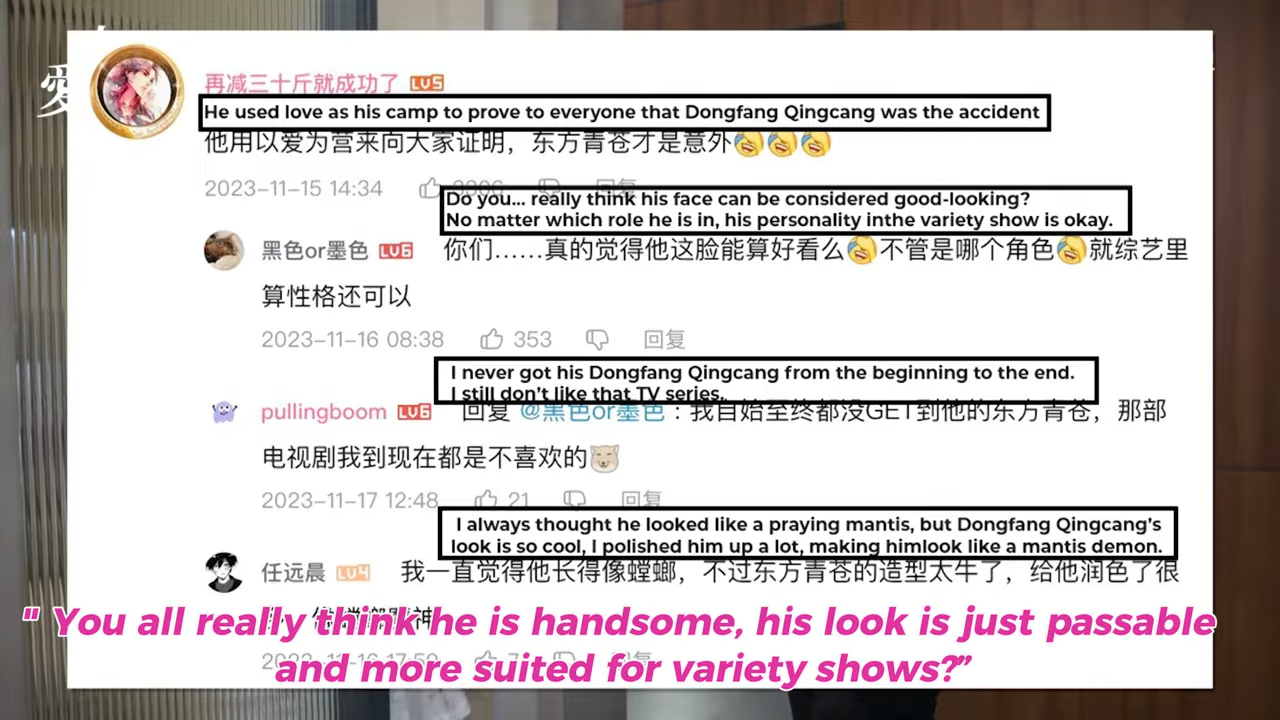 愛
再减三十斤就成功了 LV5
He used love as his camp to prove to everyone that Dongfang Qingcang was the accident
他用以爱为营来向大家证明，东方青苍才是意外
2023-11-15 14:34 回复
Do you... really think his face can be considered good-looking?
No matter which role he is in, his personality inthe variety show is okay.
黑色or墨色 LV6 你们……真的觉得他这脸能算好看么 不管是哪个角色 就综艺里
算性格还可以
2023-11-16 08:38 353 回复
I never got his Dongfang Qingcang from the beginning to the end.
I still don't like that TV series.
pullingboom LV6 回复 @黑色or墨色 : 我自始至终都没GET到他的东方青苍，那部
电视剧我到现在都是不喜欢的
2023-11-17 12:48 21 回复
I always thought he looked like a praying mantis, but Dongfang Qingcang's
look is so cool, I polished him up a lot, making himlook like a mantis demon.
任远晨 LV4 我一直觉得他长得像螳螂，不过东方青苍的造型太牛了，给他润色了很
" You all really think he is handsome, his look is just passable
and more suited for variety shows?”